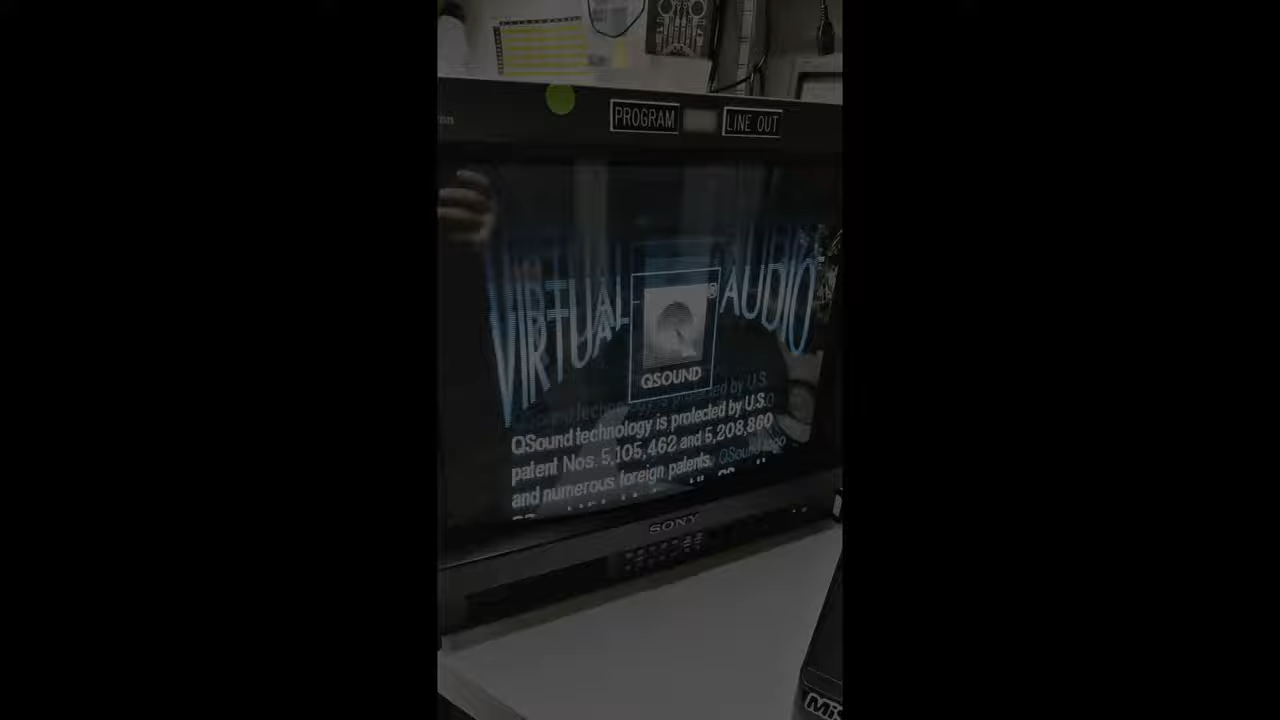 PROGRAM
LINE OUT
VIRTUAL AUDIO
QSOUND
QSound technology is protected by U.S.
patent Nos. 5,105,462 and 5,208,860
and numerous foreign patents.
SONY